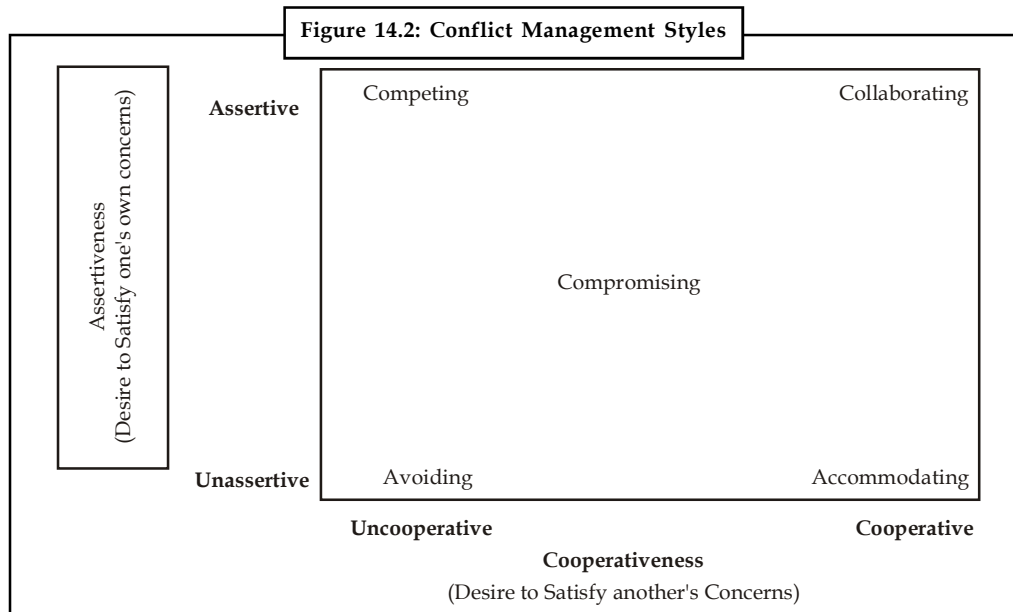 Figure 14.2: Conflict Management Styles
Assertiveness
(Desire to Satisfy one's own concerns)
Assertive
Competing
Collaborating
Compromising
Unassertive
Avoiding
Accommodating
Uncooperative
Cooperative
Cooperativeness
(Desire to Satisfy another's Concerns)